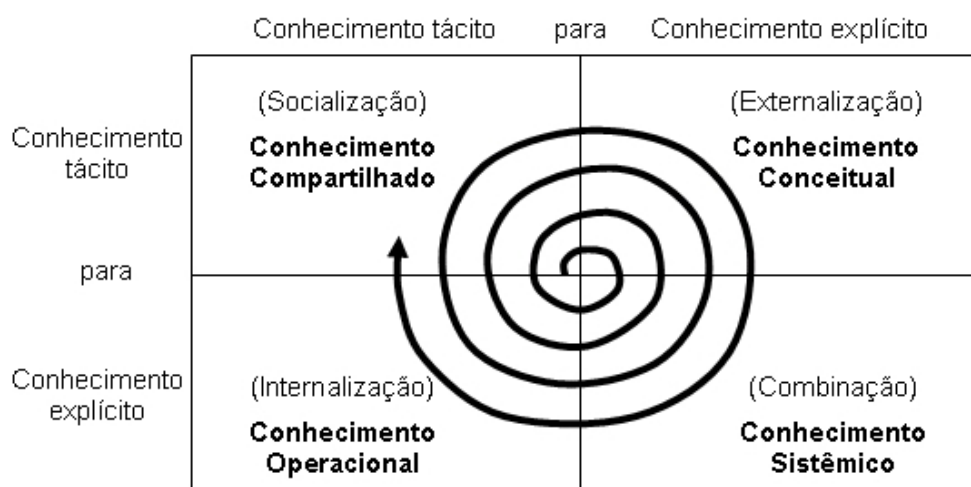 Conhecimento tácito para Conhecimento explícito
(Socialização)
Conhecimento
Compartilhado
(Externalização)
Conhecimento
Conceitual
Conhecimento
tácito
para
Conhecimento
explícito
(Internalização)
Conhecimento
Operacional
(Combinação)
Conhecimento
Sistêmico